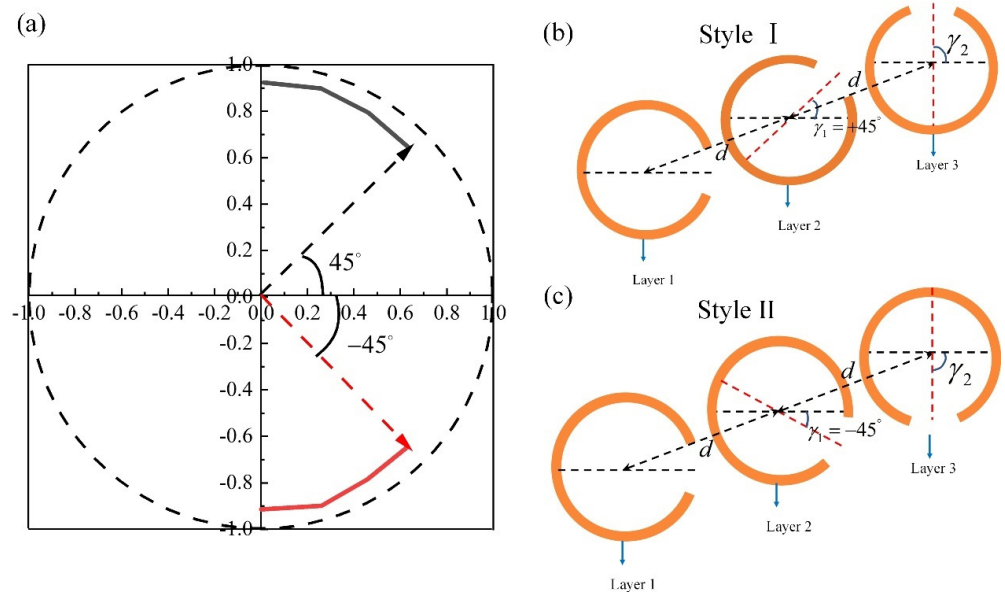 (a)
1.0
0.8
0.6
0.4
0.2
0.0
-0.2
-0.4
-0.6
-0.8
-1.0
-1.0 -0.8 -0.6 -0.4 -0.2 0.0 0.2 0.4 0.6 0.8 1.0
45°
−45°
(b)
Style I
γ₂
d
γ₁ = +45°
d
Layer 3
Layer 2
Layer 1
(c)
Style II
d
γ₂
γ₁ = −45°
d
Layer 3
Layer 2
Layer 1